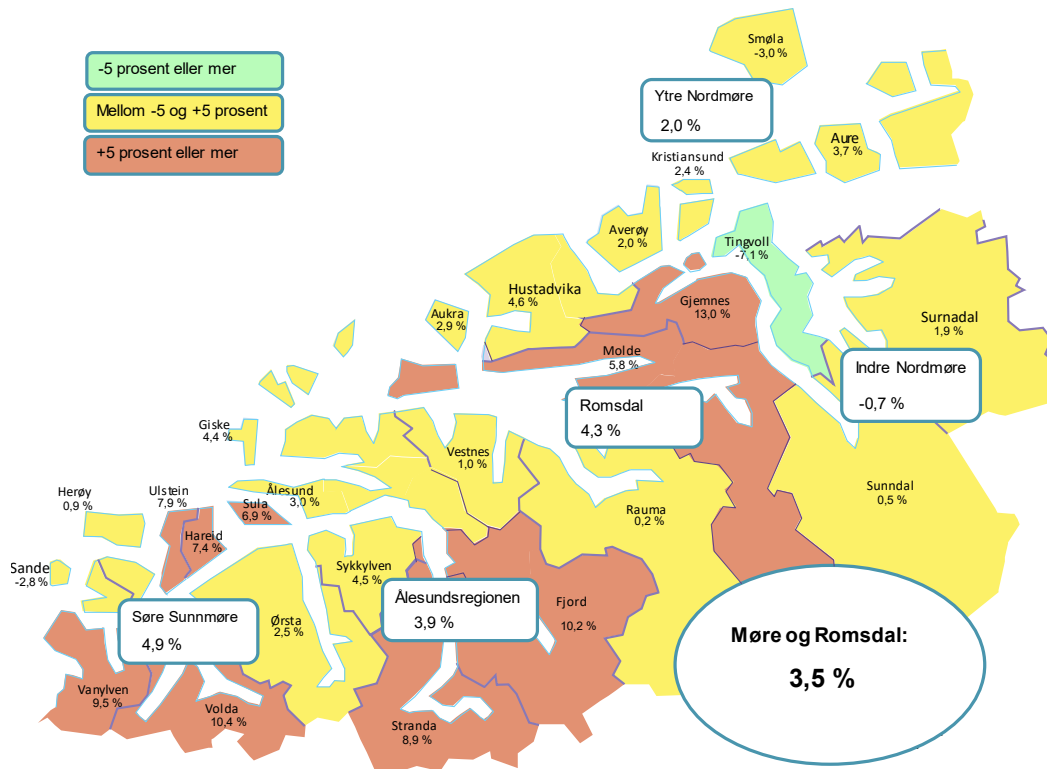 -5 prosent eller mer
Mellom -5 og +5 prosent
+5 prosent eller mer
Smøla
-3,0 %
Ytre Nordmøre
2,0 %
Aure
3,7 %
Kristiansund
2,4 %
Averøy
2,0 %
Tingvoll
-7,1 %
Hustadvika
4,6 %
Gjemnes
13,0 %
Surnadal
1,9 %
Aukra
2,9 %
Molde
5,8 %
Indre Nordmøre
-0,7 %
Romsdal
4,3 %
Giske
4,4 %
Vestnes
1,0 %
Sunndal
0,5 %
Herøy
0,9 %
Ulstein
7,9 %
Ålesund
3,0 %
Sula
6,9 %
Rauma
0,2 %
Hareid
7,4 %
Sande
-2,8 %
Sykkylven
4,5 %
Ålesundsregionen
3,9 %
Fjord
10,2 %
Søre Sunnmøre
4,9 %
Ørsta
2,5 %
Møre og Romsdal:
3,5 %
Vanylven
9,5 %
Volda
10,4 %
Stranda
8,9 %